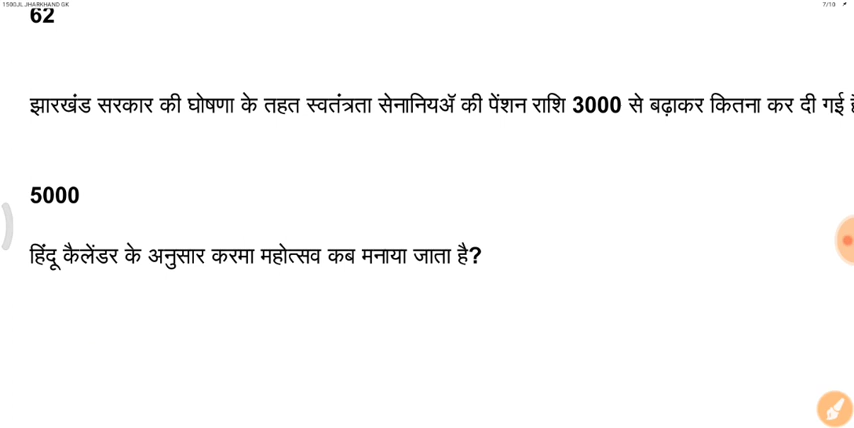 1500JL JHARKHAND GK
7/10
62
झारखंड सरकार की घोषणा के तहत स्वतंत्रता सेनानियॲ की पेंशन राशि 3000 से बढ़ाकर कितना कर दी गई
5000
हिंदू कैलेंडर के अनुसार करमा महोत्सव कब मनाया जाता है?